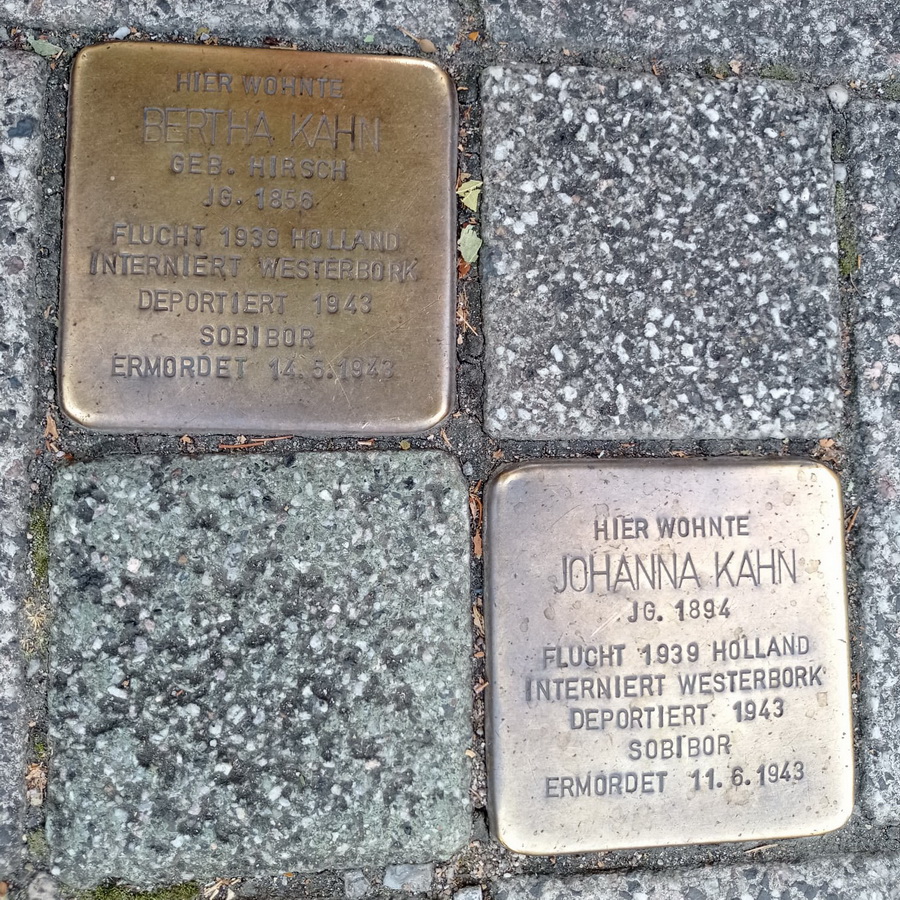 HIER WOHNTE
BERTHA KAHN
GEB. HIRSCH
JG. 1856
FLUCHT 1939 HOLLAND
INTERNIERT WESTERBORK
DEPORTIERT 1943
SOBIBOR
ERMORDET 14.5.1943
HIER WOHNTE
JOHANNA KAHN
JG. 1894
FLUCHT 1939 HOLLAND
INTERNIERT WESTERBORK
DEPORTIERT 1943
SOBIBOR
ERMORDET 11.6.1943